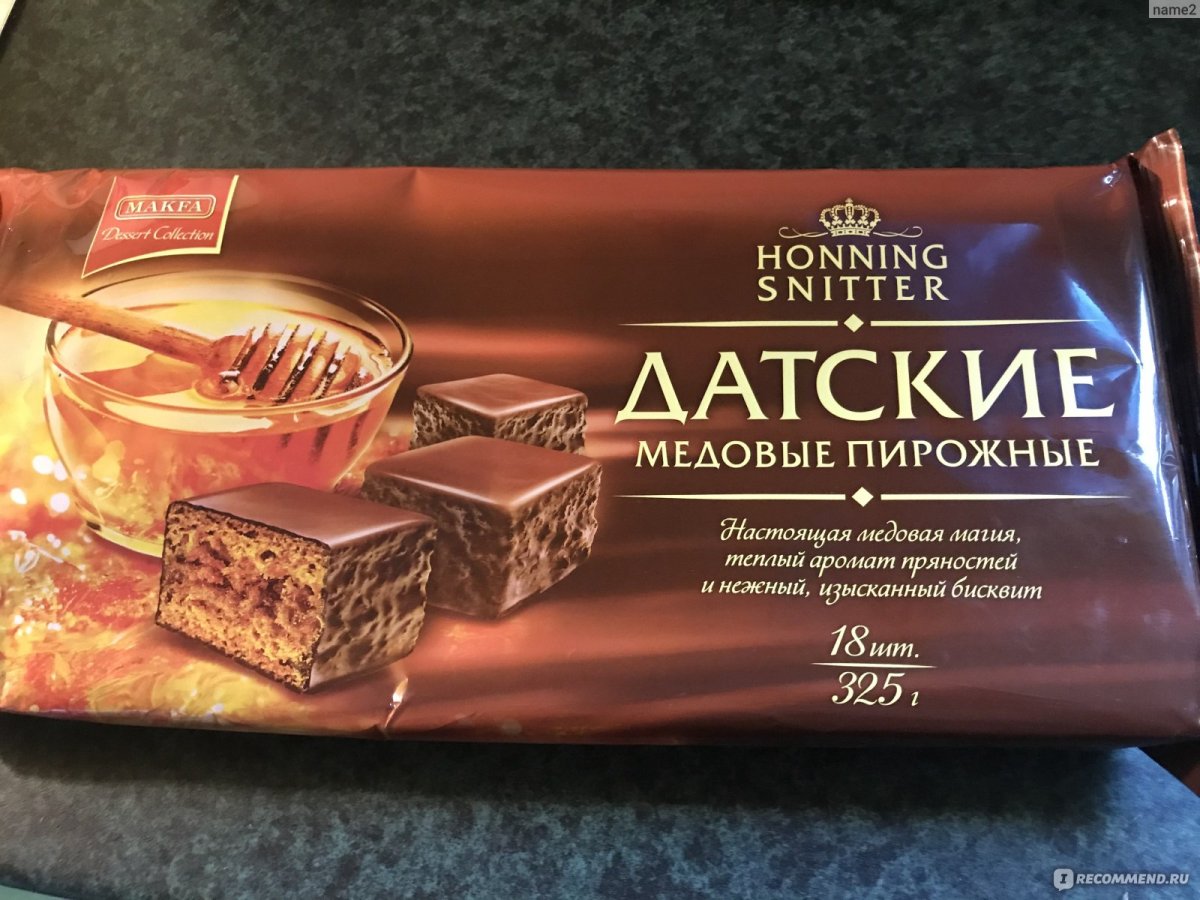 name2
MAKFA
Dessert Collection
HONNING
SNITTER
ДАТСКИЕ
МЕДОВЫЕ ПИРОЖНЫЕ
Настоящая медовая магия,
теплый аромат пряностей
и нежный, изысканный бисквит
18 шт.
325 г
IRECOMMEND.RU